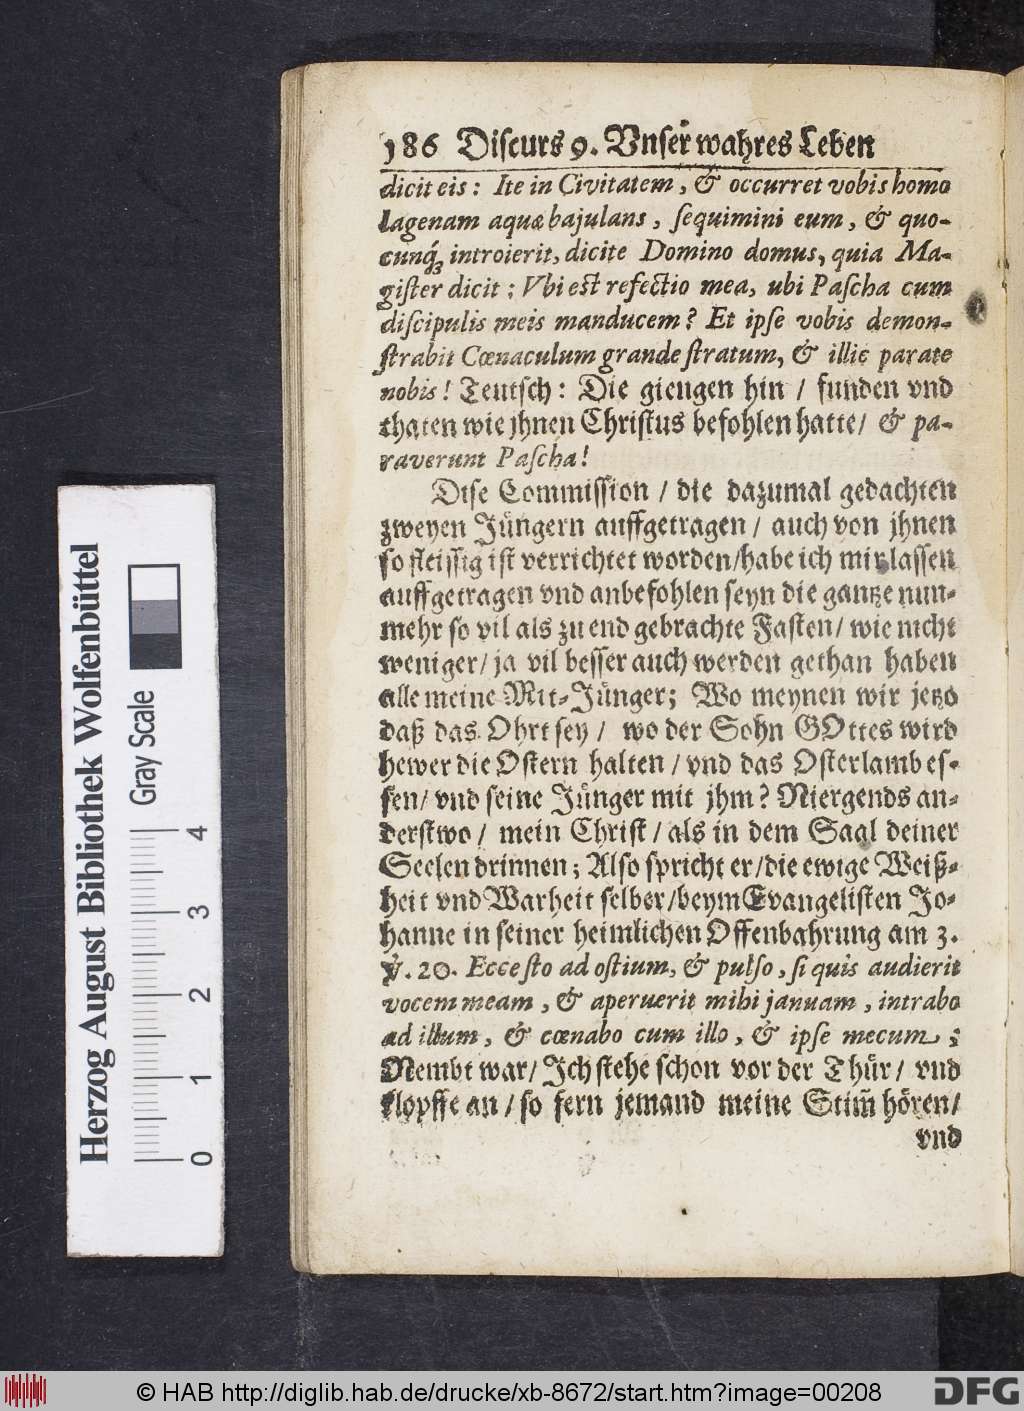 186 Discurs 9. Vnser wahres Leben
dicit eis: Ite in Civitatem, & occurret vobis homo
lagenam aquæ bajulans, sequimini eum, & quo-
cunq́ꝫ introierit, dicite Domino domus, quia Ma-
gister dicit: Vbi est refectio mea, ubi Pascha cum
discipulis meis manducem? Et ipse vobis demon-
strabit Cœnaculum grande stratum, & illic parate
nobis! Teutsch: Die giengen hin / funden vnd
thaten wie jhnen Christus befohlen hatte/ & pa-
raverunt Pascha!
Dise Commission / die dazumal gedachten
zweyen Jüngern auffgetragen / auch von jhnen
so fleissig ist verrichtet worden/habe ich mir lassen
auffgetragen vnd anbefohlen seyn die gantze nun-
mehr so vil als zu end gebrachte Fasten/ wie nicht
weniger/ ja vil besser auch werden gethan haben
alle meine Mit-Jünger; Wo meynen wir jetzo
daß das Ohrt sey / wo der Sohn GOttes wird
hewer die Ostern halten / vnd das Osterlamb es-
sen/ vnd seine Jünger mit jhm? Niergends an-
derstwo / mein Christ / als in dem Saal deiner
Seelen drinnen; Also spricht er/die ewige Weiß-
heit vnd Warheit selber/beym Evangelisten Jo-
hanne in seiner heimlichen Offenbahrung am 3.
℣. 20. Ecce sto ad ostium, & pulso, si quis audierit
vocem meam, & aperuerit mihi januam, intrabo
ad illum, & cœnabo cum illo, & ipse mecum;
Nembt war/ Ich stehe schon vor der Thür/ vnd
klopffe an / so fern jemand meine Stim̃ hören/
vnd
Herzog August Bibliothek Wolfenbüttel
Gray Scale
0 1 2 3 4
© HAB http://diglib.hab.de/drucke/xb-8672/start.htm?image=00208
DFG